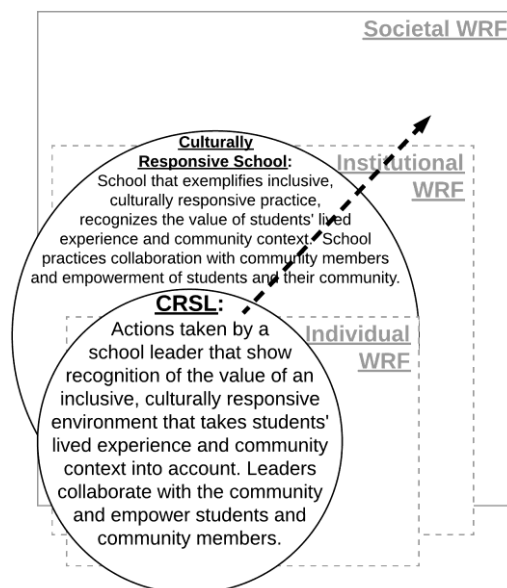 Societal WRF
Culturally
Responsive School:
School that exemplifies inclusive,
culturally responsive practice,
recognizes the value of students' lived
experience and community context. School
practices collaboration with community members
and empowerment of students and their community.
Institutional
WRF
CRSL:
Actions taken by a
school leader that show
recognition of the value of an
inclusive, culturally responsive
environment that takes students'
lived experience and community
context into account. Leaders
collaborate with the community
and empower students and
community members.
Individual
WRF